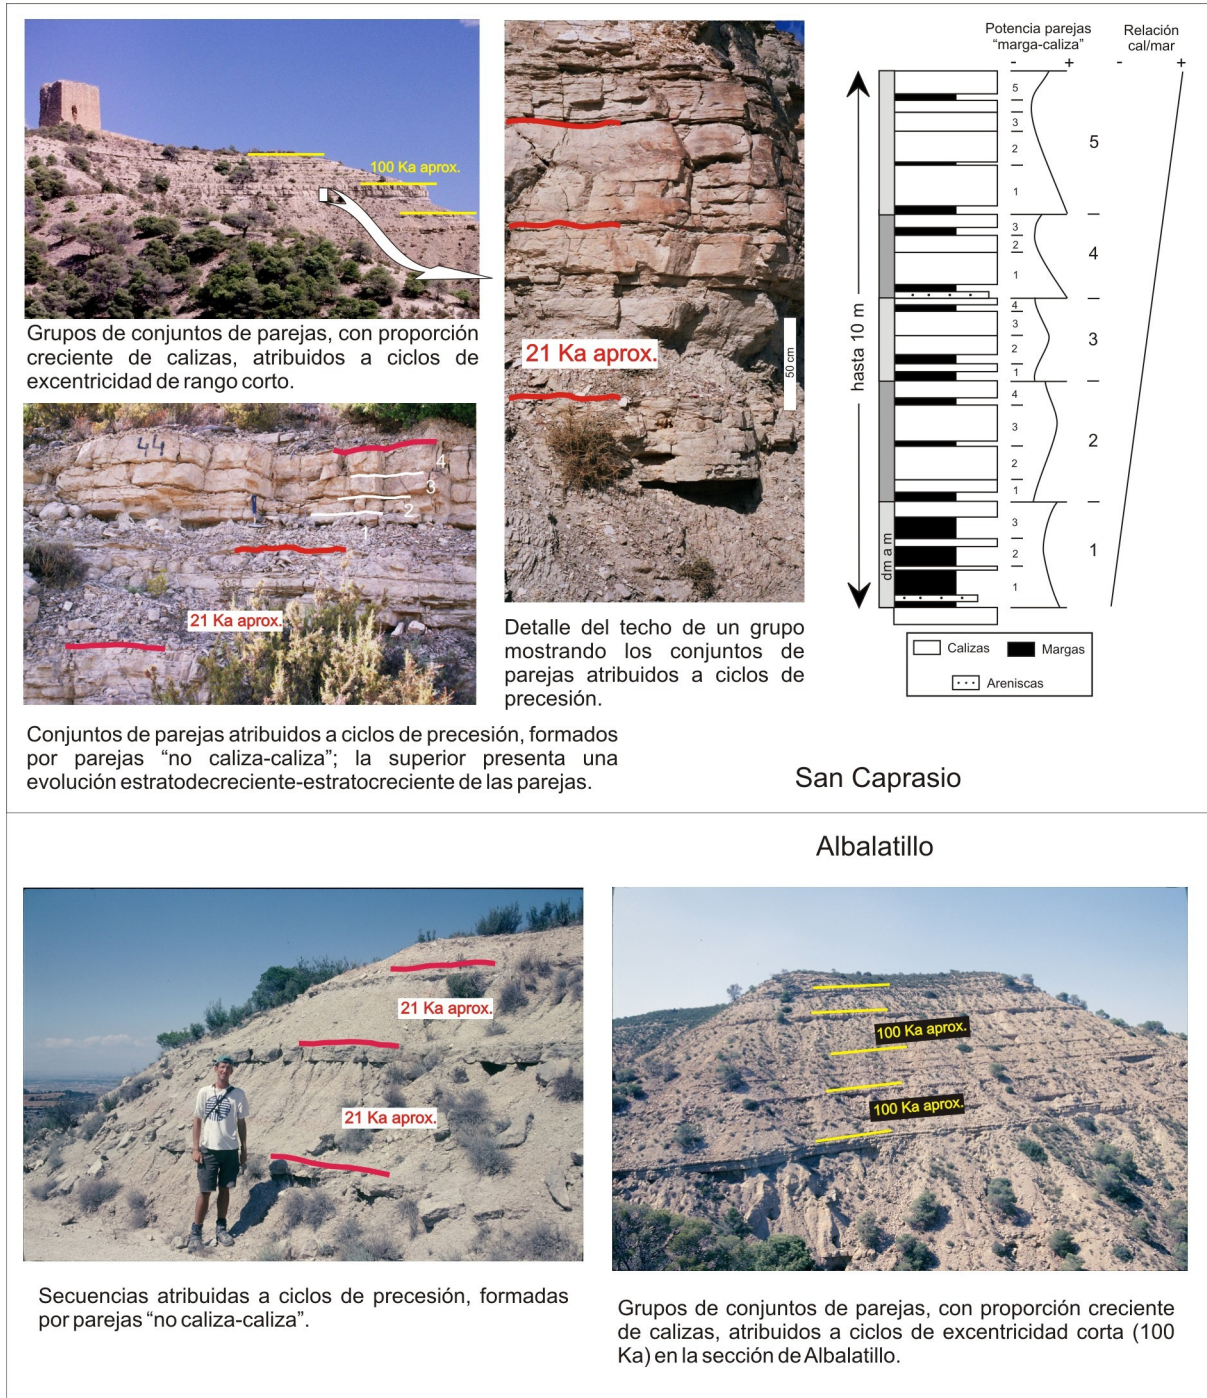 100 Ka aprox.
Grupos de conjuntos de parejas, con proporción
creciente de calizas, atribuidos a ciclos de
excentricidad de rango corto.
44
4
3
2
1
21 Ka aprox.
Conjuntos de parejas atribuidos a ciclos de precesión, formados
por parejas “no caliza-caliza”; la superior presenta una
evolución estratodecreciente-estratocreciente de las parejas.
21 Ka aprox.
50 cm
Detalle del techo de un grupo
mostrando los conjuntos de
parejas atribuidos a ciclos de
precesión.
Potencia parejas
“marga-caliza”
- +
Relación
cal/mar
- +
hasta 10 m
dm a m
5
3
2
1
5
3
2
1
4
4
3
2
1
3
4
3
2
1
2
3
2
1
1
Calizas
Margas
Areniscas
San Caprasio
Albalatillo
21 Ka aprox.
21 Ka aprox.
Secuencias atribuidas a ciclos de precesión, formadas
por parejas “no caliza-caliza”.
100 Ka aprox.
100 Ka aprox.
Grupos de conjuntos de parejas, con proporción creciente
de calizas, atribuidos a ciclos de excentricidad corta (100
Ka) en la sección de Albalatillo.